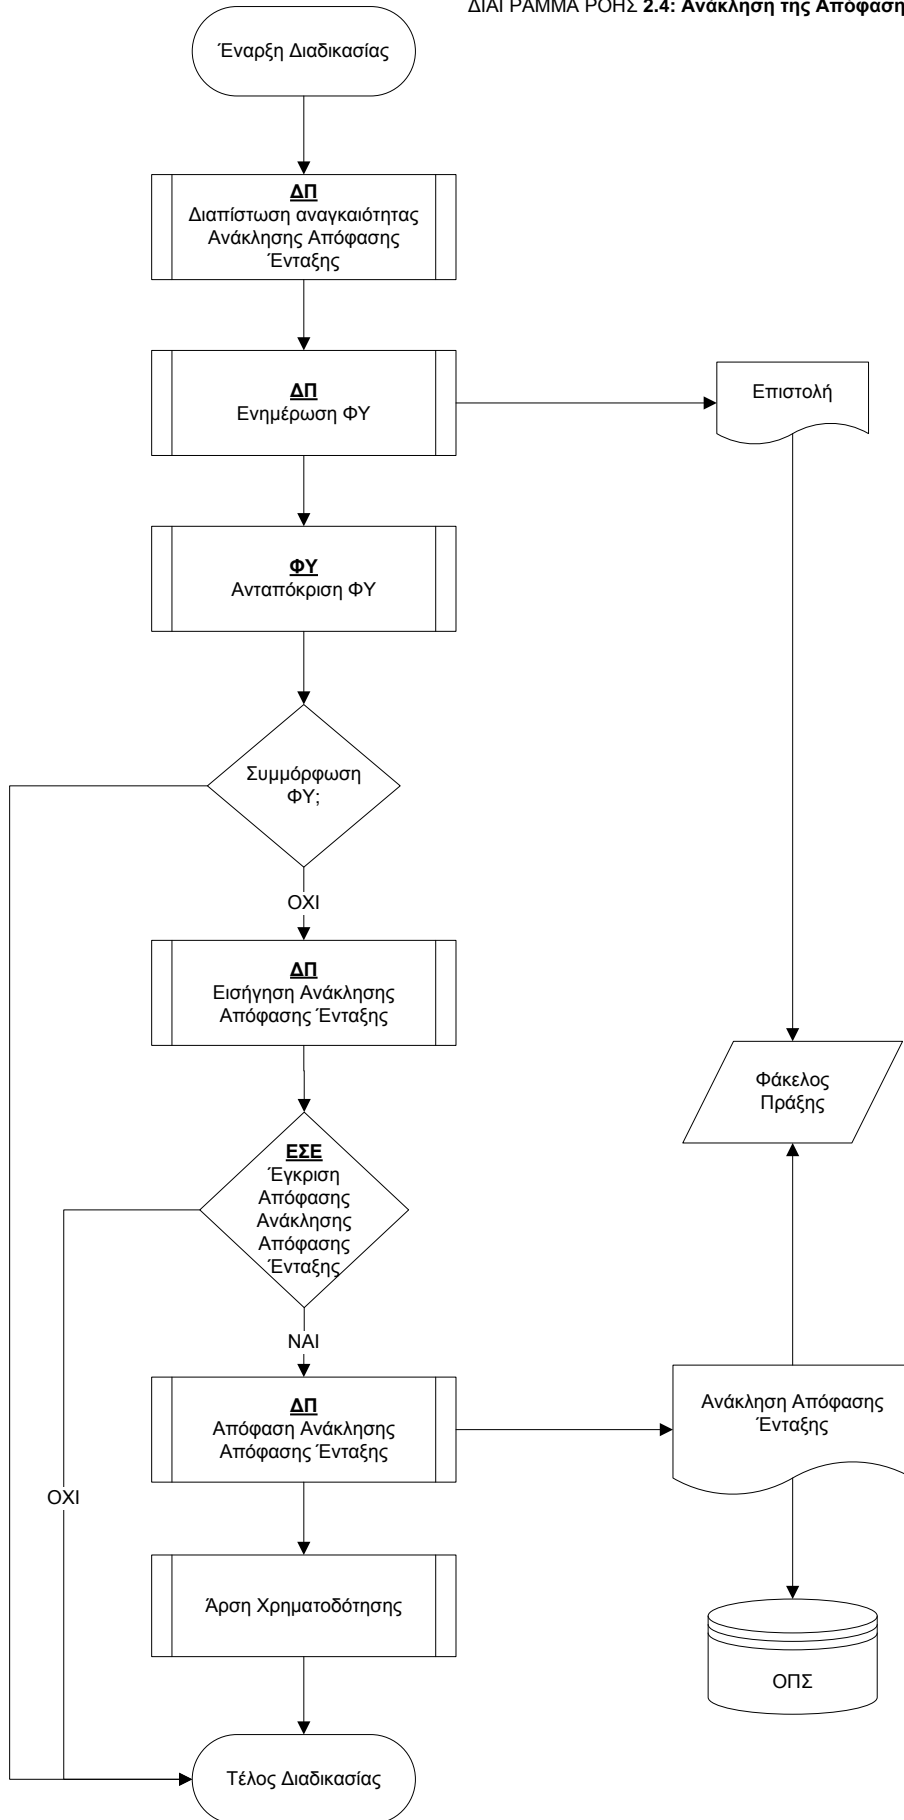 ΔΙΑΓΡΑΜΜΑ ΡΟΗΣ 2.4: Ανάκληση της Απόφαση
Έναρξη Διαδικασίας
ΔΠ
Διαπίστωση αναγκαιότητας
Ανάκλησης Απόφασης
Ένταξης
ΔΠ
Ενημέρωση ΦΥ
Επιστολή
ΦΥ
Ανταπόκριση ΦΥ
Συμμόρφωση
ΦΥ;
ΟΧΙ
ΔΠ
Εισήγηση Ανάκλησης
Απόφασης Ένταξης
Φάκελος
Πράξης
ΕΣΕ
Έγκριση
Απόφασης
Ανάκλησης
Απόφασης
Ένταξης
ΝΑΙ
ΔΠ
Απόφαση Ανάκλησης
Απόφασης Ένταξης
Ανάκληση Απόφασης
Ένταξης
ΟΧΙ
Άρση Χρηματοδότησης
ΟΠΣ
Τέλος Διαδικασίας